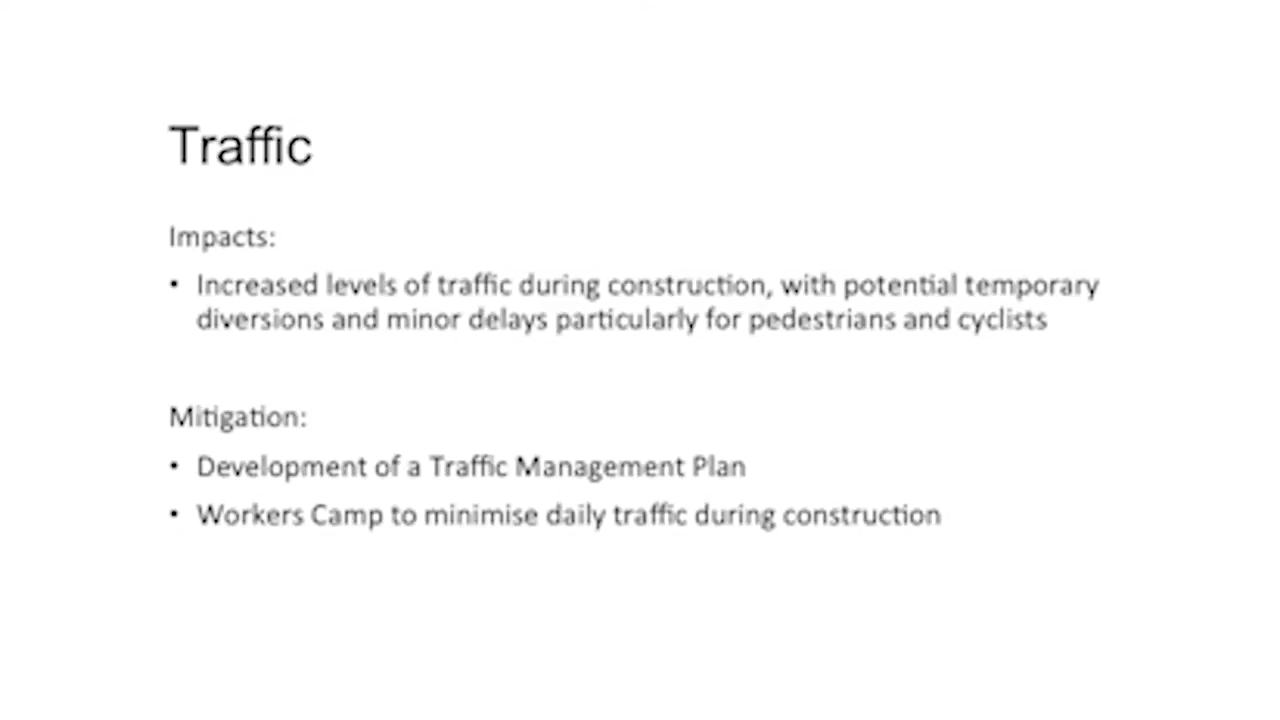 Traffic
Impacts:
• Increased levels of traffic during construction, with potential temporary
diversions and minor delays particularly for pedestrians and cyclists
Mitigation:
• Development of a Traffic Management Plan
• Workers Camp to minimise daily traffic during construction